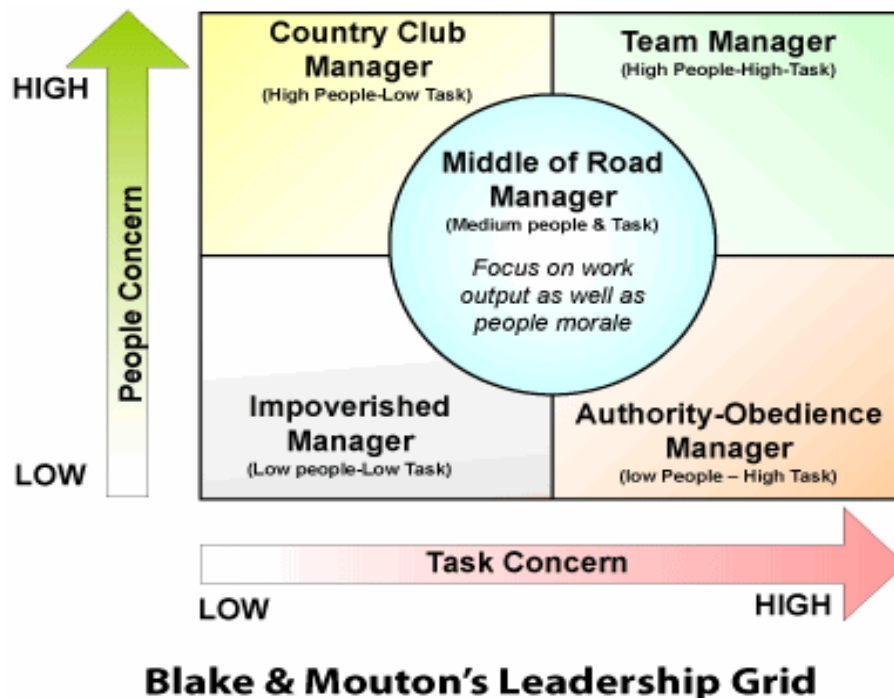 HIGH
People Concern
LOW
Country Club
Manager
(High People-Low Task)
Team Manager
(High People-High-Task)
Middle of Road
Manager
(Medium people & Task)
Focus on work
output as well as
people morale
Impoverished
Manager
(Low people-Low Task)
Authority-Obedience
Manager
(low People – High Task)
Task Concern
LOW
HIGH
Blake & Mouton's Leadership Grid